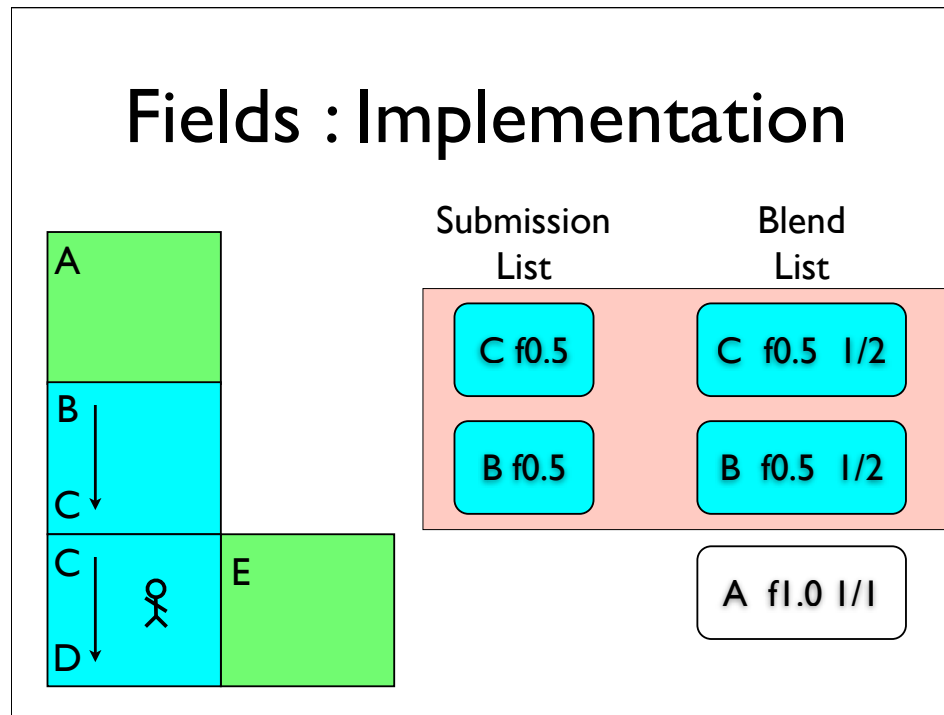 Fields : Implementation
Submission
List
Blend
List
A
B
C
C
D
E
C f0.5
C f0.5 1/2
B f0.5
B f0.5 1/2
A f1.0 1/1